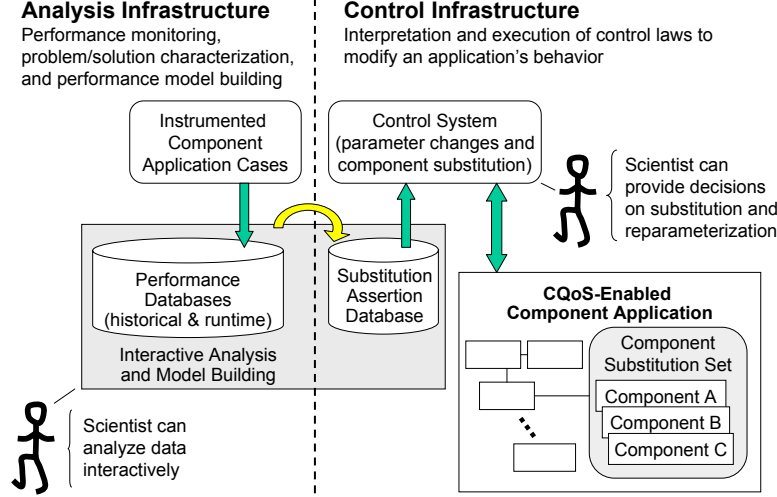 Analysis Infrastructure
Performance monitoring,
problem/solution characterization,
and performance model building
Control Infrastructure
Interpretation and execution of control laws to
modify an application's behavior
Instrumented
Component
Application Cases
Control System
(parameter changes and
component substitution)
Scientist can
provide decisions
on substitution and
reparameterization
Performance
Databases
(historical & runtime)
Substitution
Assertion
Database
Interactive Analysis
and Model Building
CQoS-Enabled
Component Application
Component
Substitution Set
Component A
Component B
Component C
Scientist can
analyze data
interactively